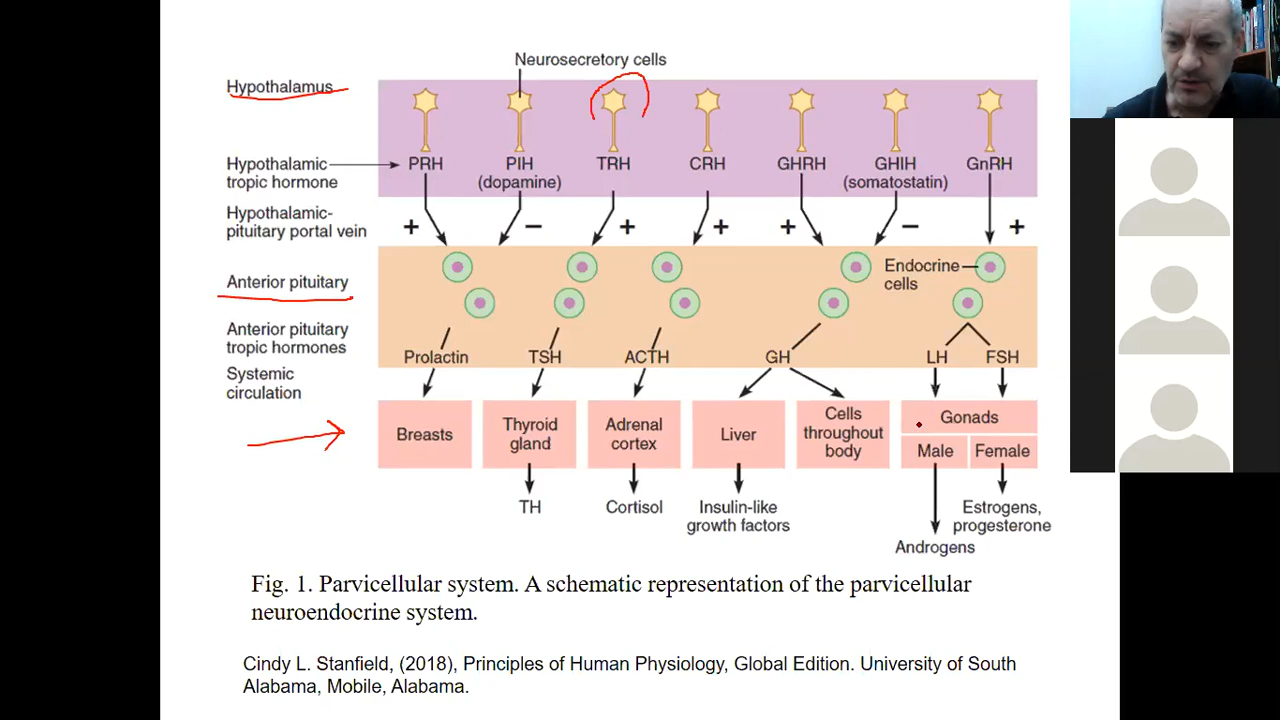 Neurosecretory cells
Hypothalamus
Hypothalamic
tropic hormone
PRH
PIH
(dopamine)
TRH
CRH
GHRH
GHIH
(somatostatin)
GnRH
Hypothalamic-
pituitary portal vein
+
−
+
+
+
−
+
Anterior pituitary
Endocrine
cells
Anterior pituitary
tropic hormones
Prolactin
TSH
ACTH
GH
LH
FSH
Systemic
circulation
Breasts
Thyroid
gland
Adrenal
cortex
Liver
Cells
throughout
body
Gonads
Male
Female
TH
Cortisol
Insulin-like
growth factors
Estrogens,
progesterone
Androgens
Fig. 1. Parvicellular system. A schematic representation of the parvicellular
neuroendocrine system.
Cindy L. Stanfield, (2018), Principles of Human Physiology, Global Edition. University of South
Alabama, Mobile, Alabama.